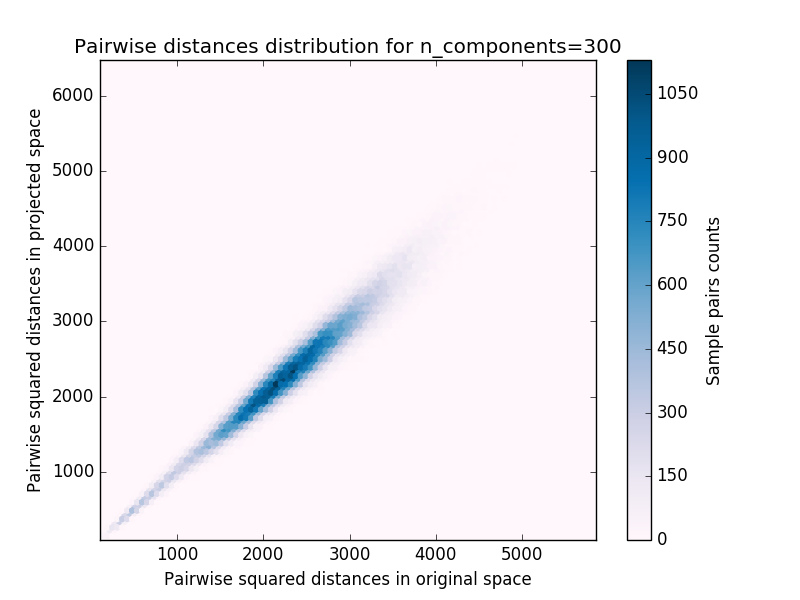 Pairwise distances distribution for n_components=300
Pairwise squared distances in projected space
6000
5000
4000
3000
2000
1000
1000 2000 3000 4000 5000
Pairwise squared distances in original space
1050
900
750
600
450
300
150
0
Sample pairs counts